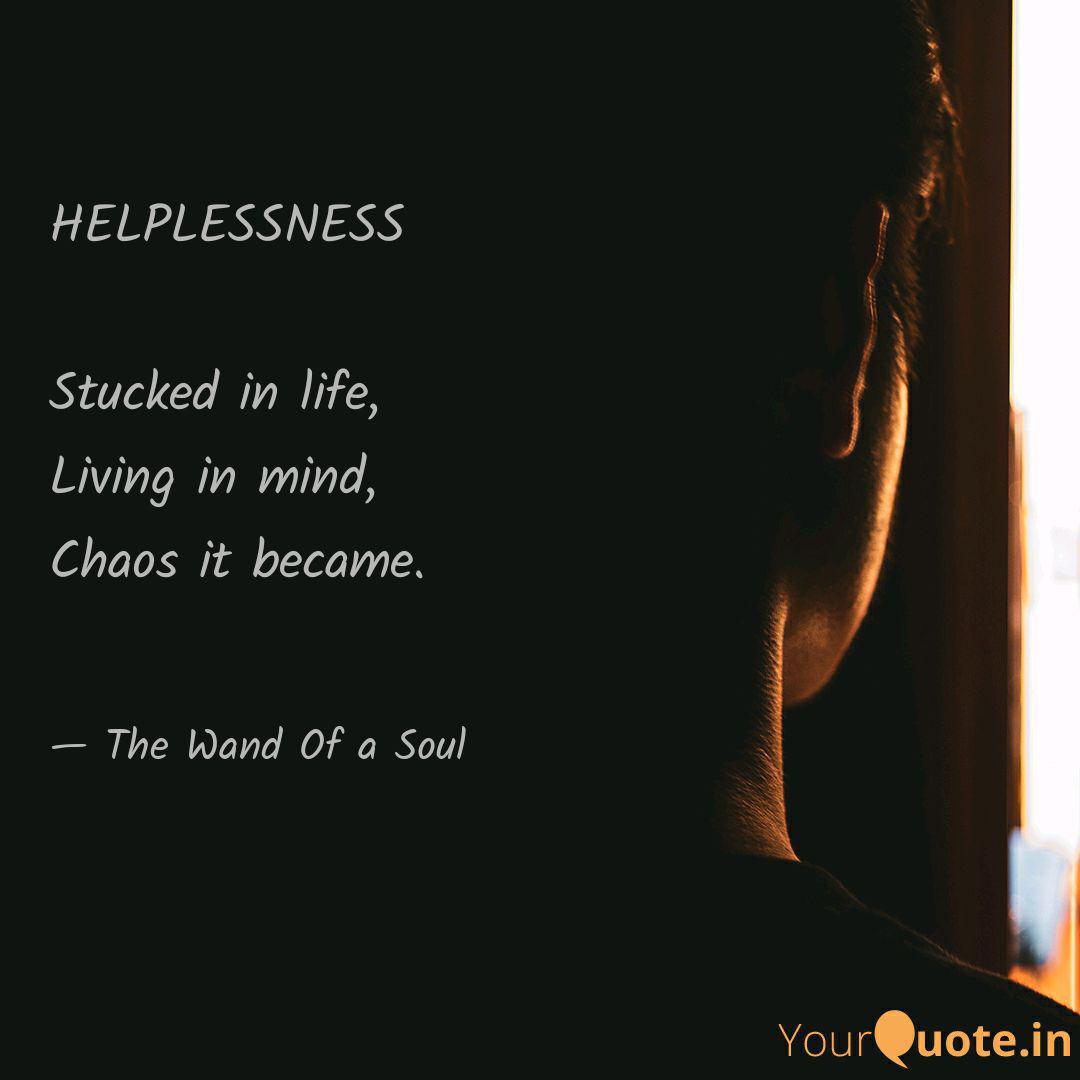 HELPLESSNESS
Stucked in life,
Living in mind,
Chaos it became.
— The Wand Of a Soul
YourQuote.in